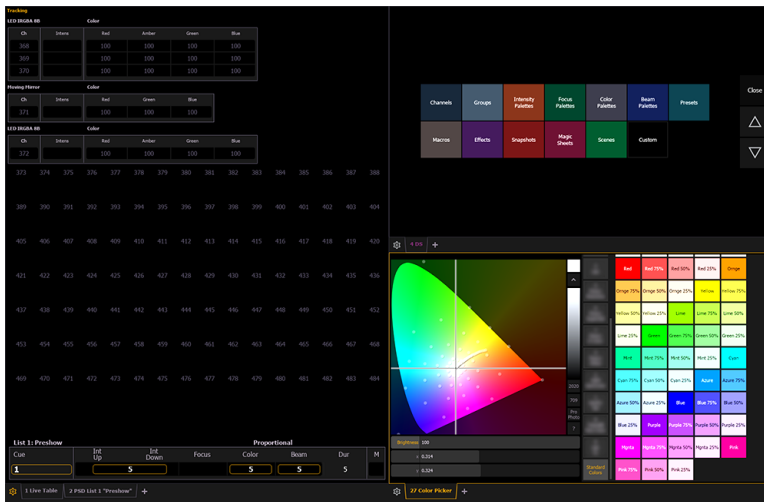 Tracking
LED IRGBA 8B Color
Ch Intens Red Amber Green Blue
368 100 100 100 100
369 100 100 100 100
370 100 100 100 100
Moving Mirror Color
Ch Intens Red Green Blue
171 100 100 100
LED IRGBA 8B Color
Ch Intens Red Amber Green Blue
372 100 100 100 100
373 374 375 376 377 378 379 380 381 382 383 384 385 386 387 388
389 390 391 392 393 394 395 396 397 398 399 400 401 402 403 404
405 406 407 408 409 410 411 412 413 414 415 416 417 418 419 420
421 422 423 424 425 426 427 428 429 430 431 432 433 434 435 436
437 438 439 440 441 442 443 444 445 446 447 448 449 450 451 452
453 454 455 456 457 458 459 460 461 462 463 464 465 466 467 468
469 470 471 472 473 474 475 476 477 478 479 480 481 482 483 484
List 1: Preshow Proportional
Cue Int Up Int Down Focus Color Beam Dur M
1 5 5 5 5
1 Live Table 2 PSD List 1 "Preshow" +
Channels Groups Intensity Palettes Focus Palettes Color Palettes Beam Palettes Presets
Macros Effects Snapshots Magic Sheets Scenes Custom
Close
+
2020
709
Pro Photo
?
Brightness 100
x 0.314
y 0.324
Standard Colors
Red Red 75% Red 50% Red 25% Ornge
Ornge 75% Ornge 50% Ornge 25% Yellow Yellow 75%
Yellow 50% Yellow 25% Lime Lime 75% Lime 50%
Lime 25% Green Green 75% Green 50% Green 25%
Mint Mint 75% Mint 50% Mint 25% Cyan
Cyan 75% Cyan 50% Cyan 25% Azure Azure 75%
Azure 50% Azure 25% Blue Blue 75% Blue 50%
Blue 25% Purple Purple 75% Purple 50% Purple 25%
Mgnta Mgnta 75% Mgnta 50% Mgnta 25% Pink
Pink 75% Pink 50% Pink 25%
27 Color Picker +